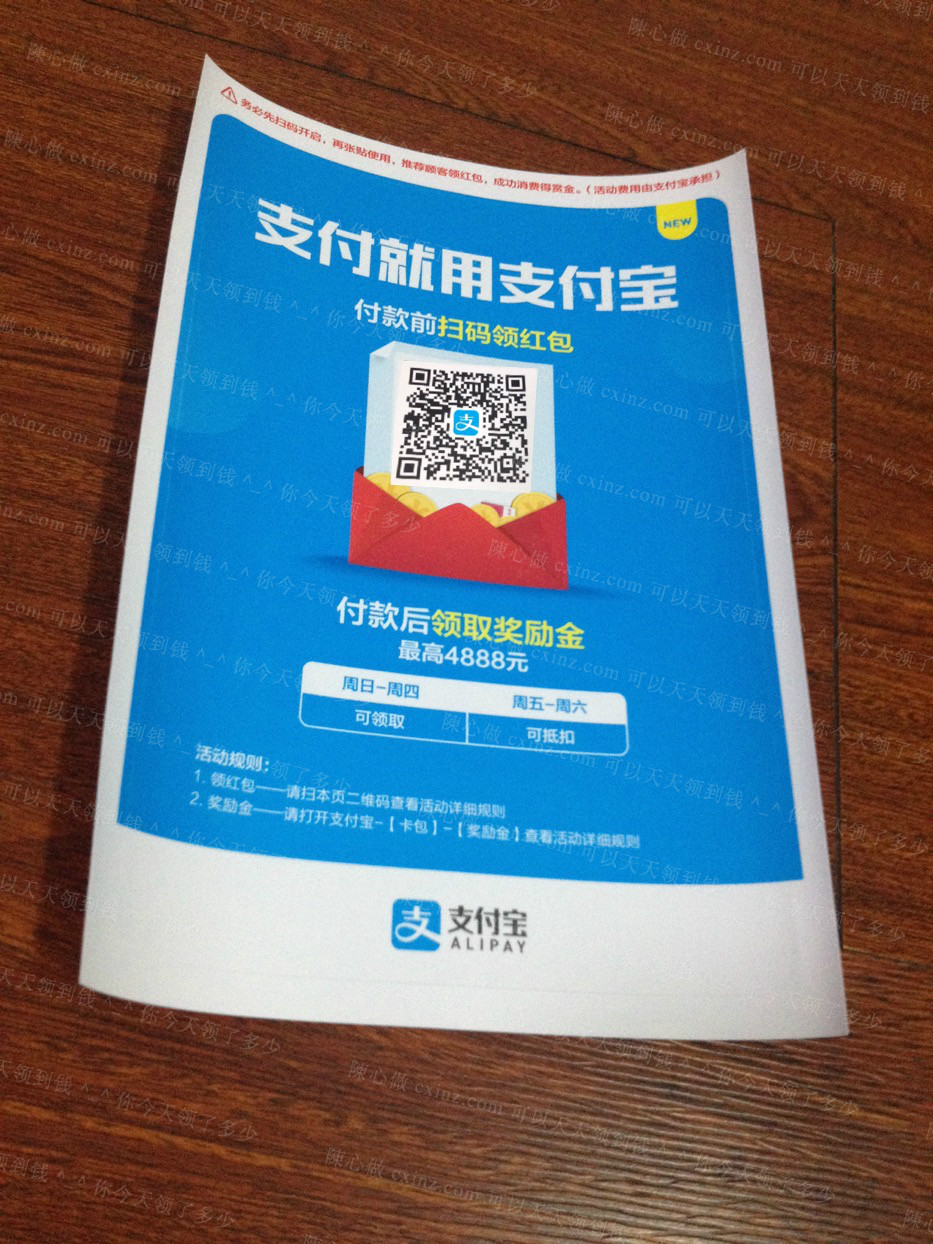 务必先扫码开启，再张贴使用，推荐顾客领红包，成功消费得赏金。（活动费用由支付宝承担）
NEW
支付就用支付宝
付款前扫码领红包
支
付款后领取奖励金
最高4888元
周日-周四 周五-周六
可领取 可抵扣
活动规则：
1. 领红包——请扫本页二维码查看活动详细规则
2. 奖励金——请打开支付宝-【卡包】-【奖励金】查看活动详细规则
支 支付宝
ALIPAY
陳心做 cxinz.com 可以天天领到钱 ^_^ 你今天领了多少